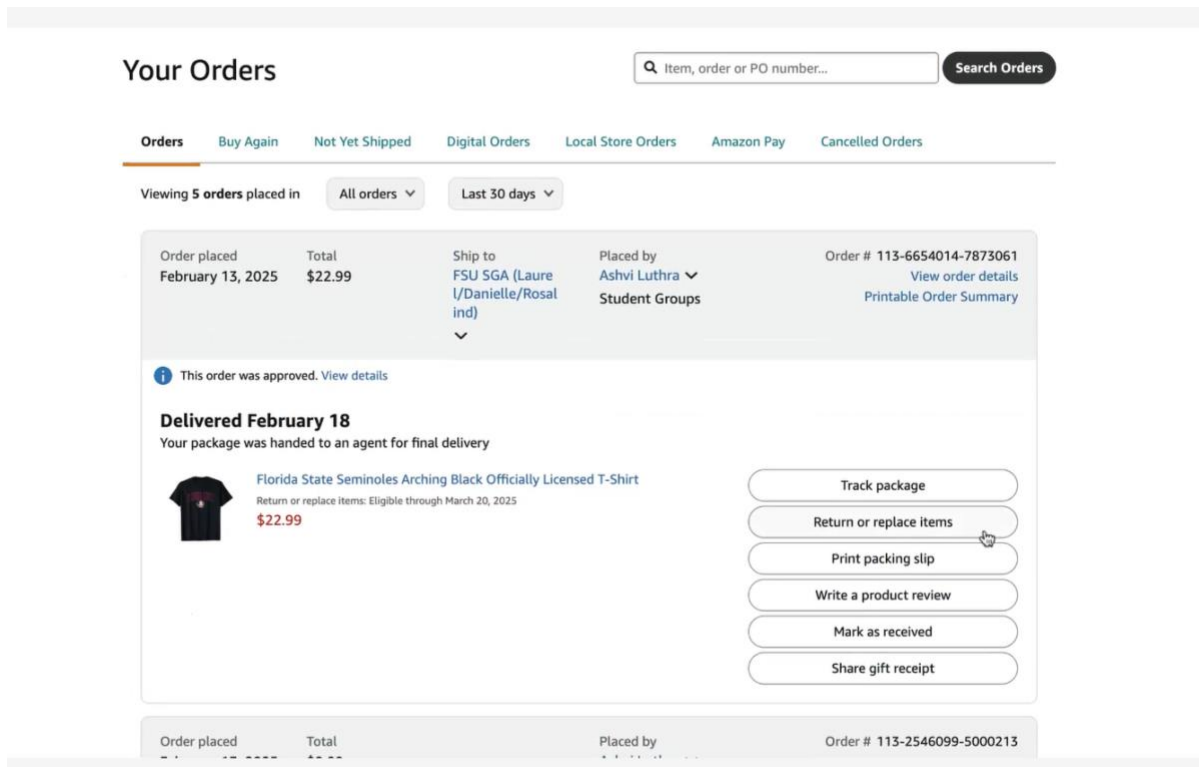 Your Orders
Item, order or PO number...
Search Orders
Orders Buy Again Not Yet Shipped Digital Orders Local Store Orders Amazon Pay Cancelled Orders
Viewing 5 orders placed in All orders Last 30 days
Order placed Total Ship to Placed by Order # 113-6654014-7873061
February 13, 2025 $22.99 FSU SGA (Laure Ashvi Luthra View order details
l/Danielle/Rosal Student Groups Printable Order Summary
ind)
This order was approved. View details
Delivered February 18
Your package was handed to an agent for final delivery
Florida State Seminoles Arching Black Officially Licensed T-Shirt
Return or replace items: Eligible through March 20, 2025
$22.99
Track package
Return or replace items
Print packing slip
Write a product review
Mark as received
Share gift receipt
Order placed Total Placed by Order # 113-2546099-5000213